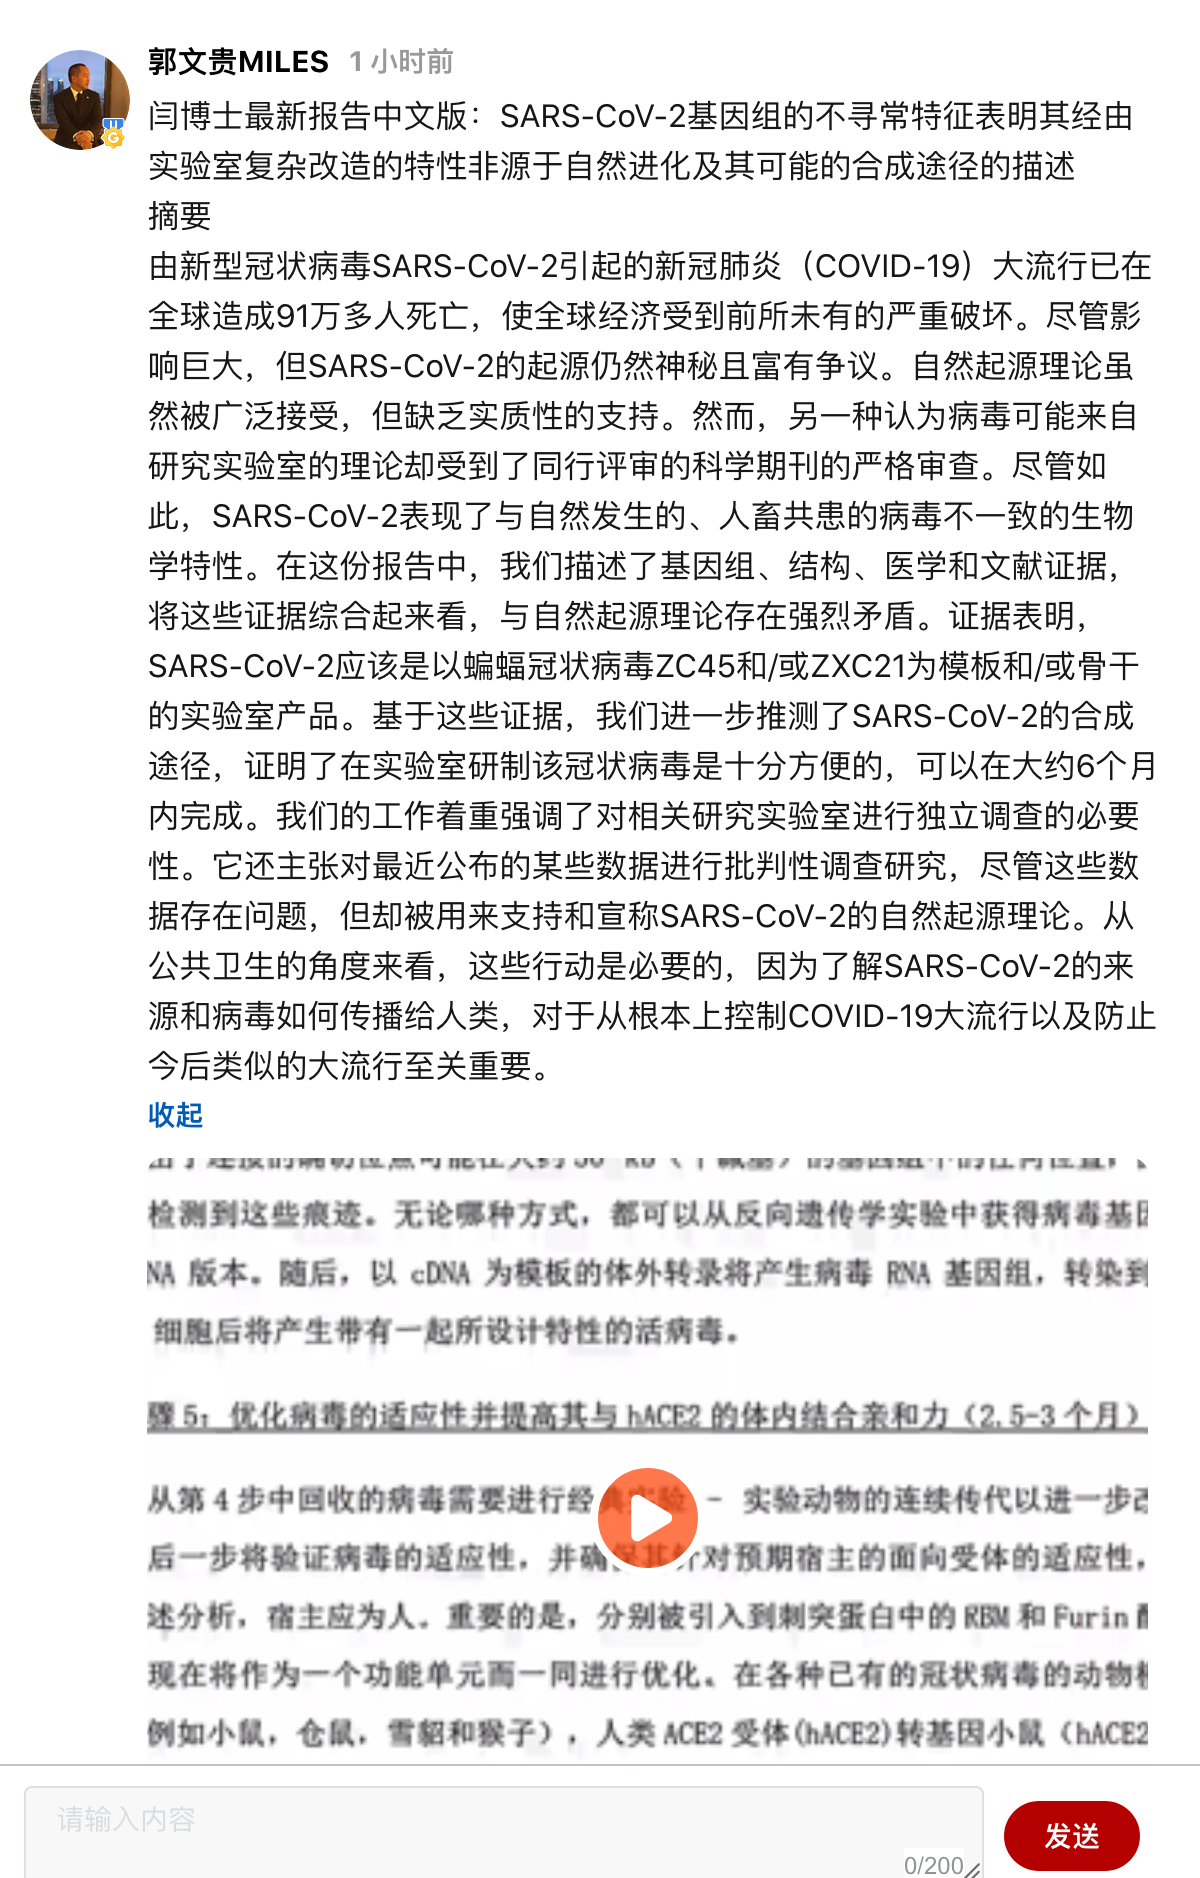 郭文贵MILES 1 小时前
闫博士最新报告中文版：SARS-CoV-2基因组的不寻常特征表明其经由
实验室复杂改造的特性非源于自然进化及其可能的合成途径的描述
摘要
由新型冠状病毒SARS-CoV-2引起的新冠肺炎（COVID-19）大流行已在
全球造成91万多人死亡，使全球经济受到前所未有的严重破坏。尽管影
响巨大，但SARS-CoV-2的起源仍然神秘且富有争议。自然起源理论虽
然被广泛接受，但缺乏实质性的支持。然而，另一种认为病毒可能来自
研究实验室的理论却受到了同行评审的科学期刊的严格审查。尽管如
此，SARS-CoV-2表现了与自然发生的、人畜共患的病毒不一致的生物
学特性。在这份报告中，我们描述了基因组、结构、医学和文献证据，
将这些证据综合起来看，与自然起源理论存在强烈矛盾。证据表明，
SARS-CoV-2应该是以蝙蝠冠状病毒ZC45和/或ZXC21为模板和/或骨干
的实验室产品。基于这些证据，我们进一步推测了SARS-CoV-2的合成
途径，证明了在实验室研制该冠状病毒是十分方便的，可以在大约6个月
内完成。我们的工作着重强调了对相关研究实验室进行独立调查的必要
性。它还主张对最近公布的某些数据进行批判性调查研究，尽管这些数
据存在问题，但却被用来支持和宣称SARS-CoV-2的自然起源理论。从
公共卫生的角度来看，这些行动是必要的，因为了解SARS-CoV-2的来
源和病毒如何传播给人类，对于从根本上控制COVID-19大流行以及防止
今后类似的大流行至关重要。
收起
检测到这些痕迹。无论哪种方式，都可以从反向遗传学实验中获得病毒基因
NA 版本。随后，以 cDNA 为模板的体外转录将产生病毒 RNA 基因组，转染到
细胞后将产生带有一起所设计特性的活病毒。
骤 5：优化病毒的适应性并提高其与 hACE2 的体内结合亲和力（2.5-3 个月）
从第 4 步中回收的病毒需要进行经典实验 - 实验动物的连续传代以进一步改
后一步将验证病毒的适应性，并确保其针对预期宿主的面向受体的适应性，
述分析，宿主应为人。重要的是，分别被引入到刺突蛋白中的 RBM 和 Furin
现在将作为一个功能单元而一同进行优化。在各种已有的冠状病毒的动物
例如小鼠，仓鼠，雪貂和猴子），人类 ACE2 受体(hACE2)转基因小鼠（hACE2
请输入内容
0/200
发送